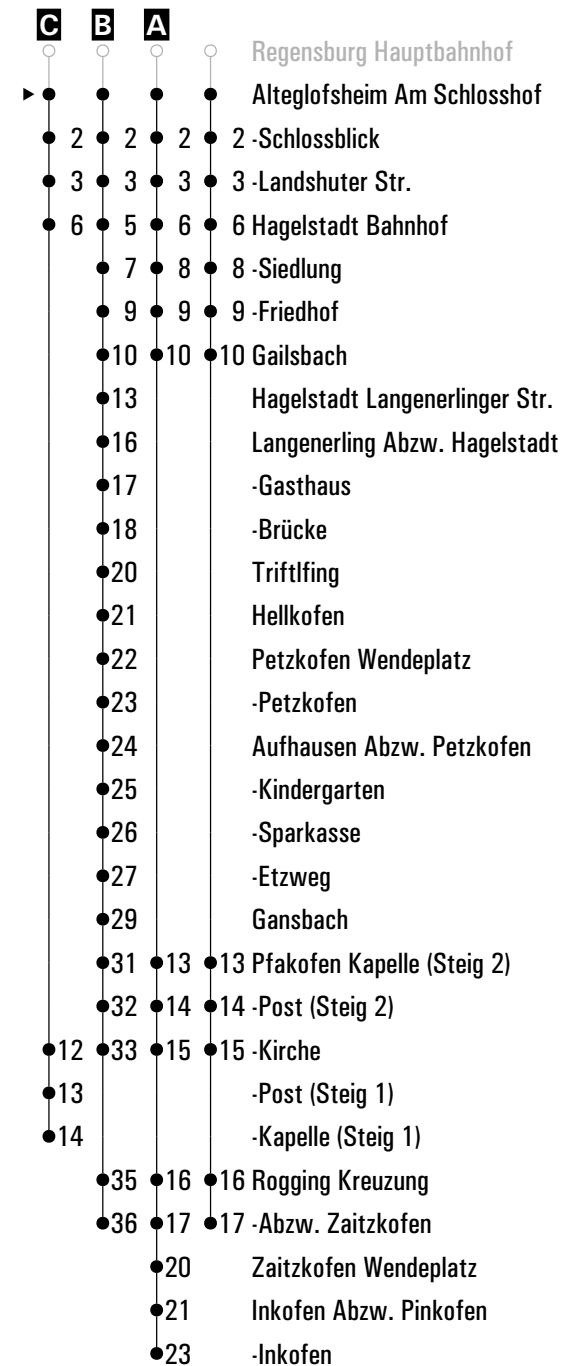 C B A
Regensburg Hauptbahnhof
Alteglofsheim Am Schlosshof
2 2 2 2 -Schlossblick
3 3 3 3 -Landshuter Str.
6 5 6 6 Hagelstadt Bahnhof
7 8 8 -Siedlung
9 9 9 -Friedhof
10 10 10 Gailsbach
13 Hagelstadt Langenerlinger Str.
16 Langenerling Abzw. Hagelstadt
17 -Gasthaus
18 -Brücke
20 Triftlfing
21 Hellkofen
22 Petzkofen Wendeplatz
23 -Petzkofen
24 Aufhausen Abzw. Petzkofen
25 -Kindergarten
26 -Sparkasse
27 -Etzweg
29 Gansbach
31 13 13 Pfakofen Kapelle (Steig 2)
32 14 14 -Post (Steig 2)
12 33 15 15 -Kirche
13 -Post (Steig 1)
14 -Kapelle (Steig 1)
35 16 16 Rogging Kreuzung
36 17 17 -Abzw. Zaitzkofen
20 Zaitzkofen Wendeplatz
21 Inkofen Abzw. Pinkofen
23 -Inkofen